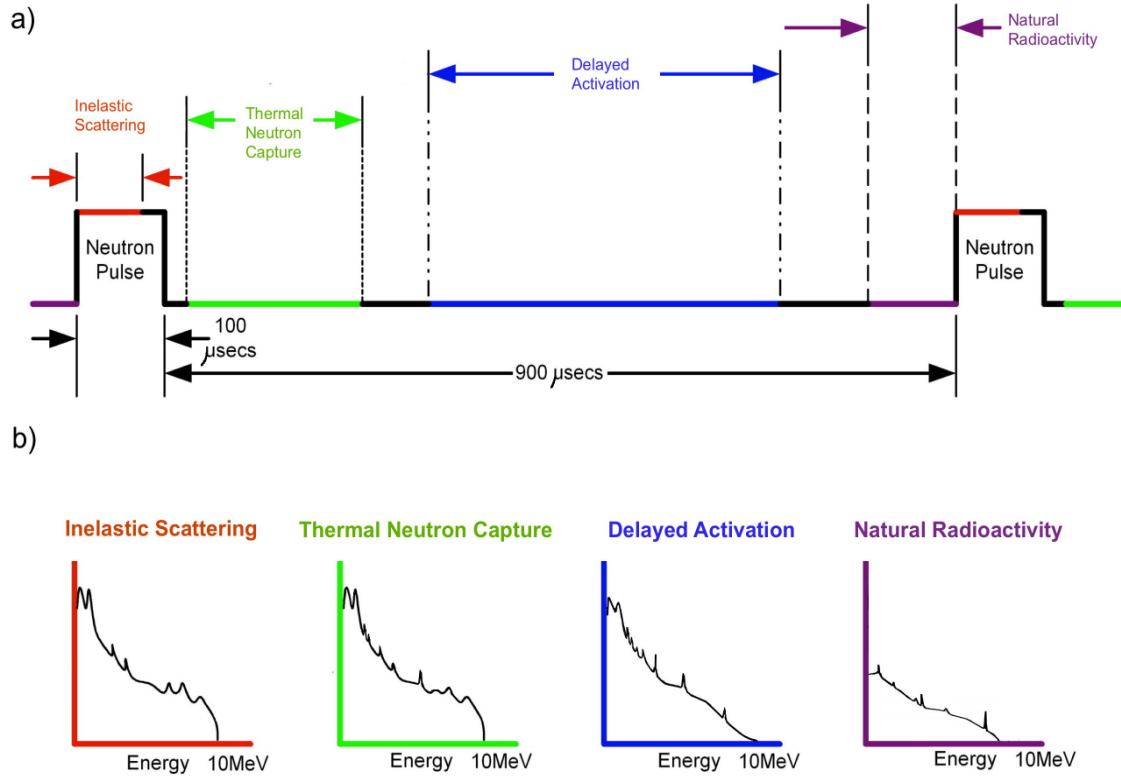 a)
Natural
Radioactivity
Delayed
Activation
Inelastic
Scattering
Thermal
Neutron
Capture
Neutron
Pulse
Neutron
Pulse
100
µsecs
900 µsecs
b)
Inelastic Scattering
Thermal Neutron Capture
Delayed Activation
Natural Radioactivity
Energy 10MeV
Energy 10MeV
Energy 10MeV
Energy 10MeV